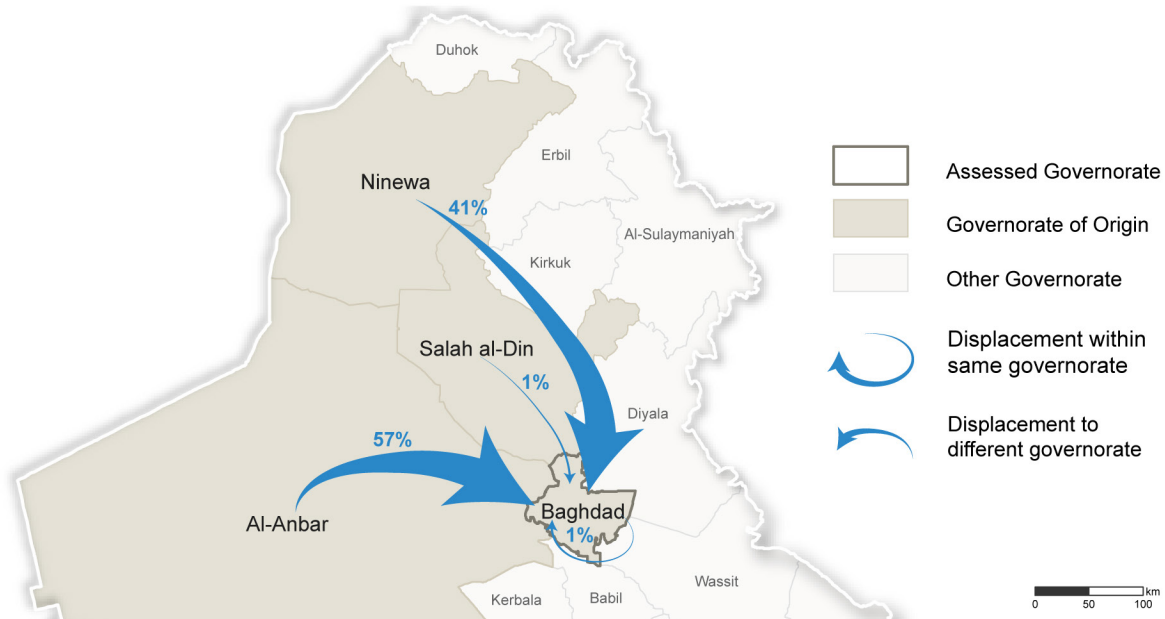 Duhok
Erbil
Ninewa
41%
Al-Sulaymaniyah
Kirkuk
Salah al-Din
1%
Diyala
57%
Al-Anbar
Baghdad
1%
Wassit
Kerbala
Babil
Assessed Governorate
Governorate of Origin
Other Governorate
Displacement within
same governorate
Displacement to
different governorate
km
0 50 100